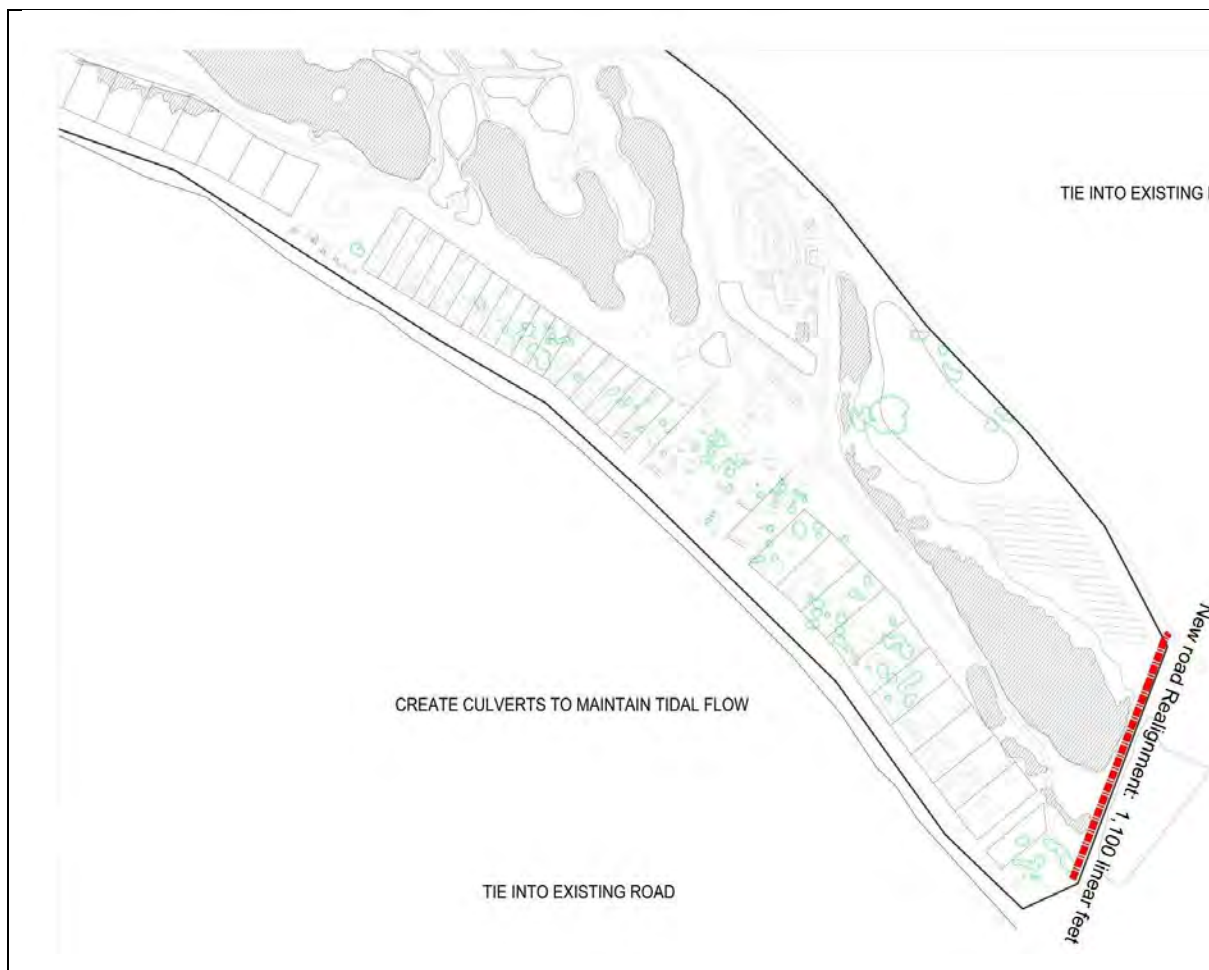 TIE INTO EXISTING
New road Realignment: 1,100 linear feet
CREATE CULVERTS TO MAINTAIN TIDAL FLOW
TIE INTO EXISTING ROAD